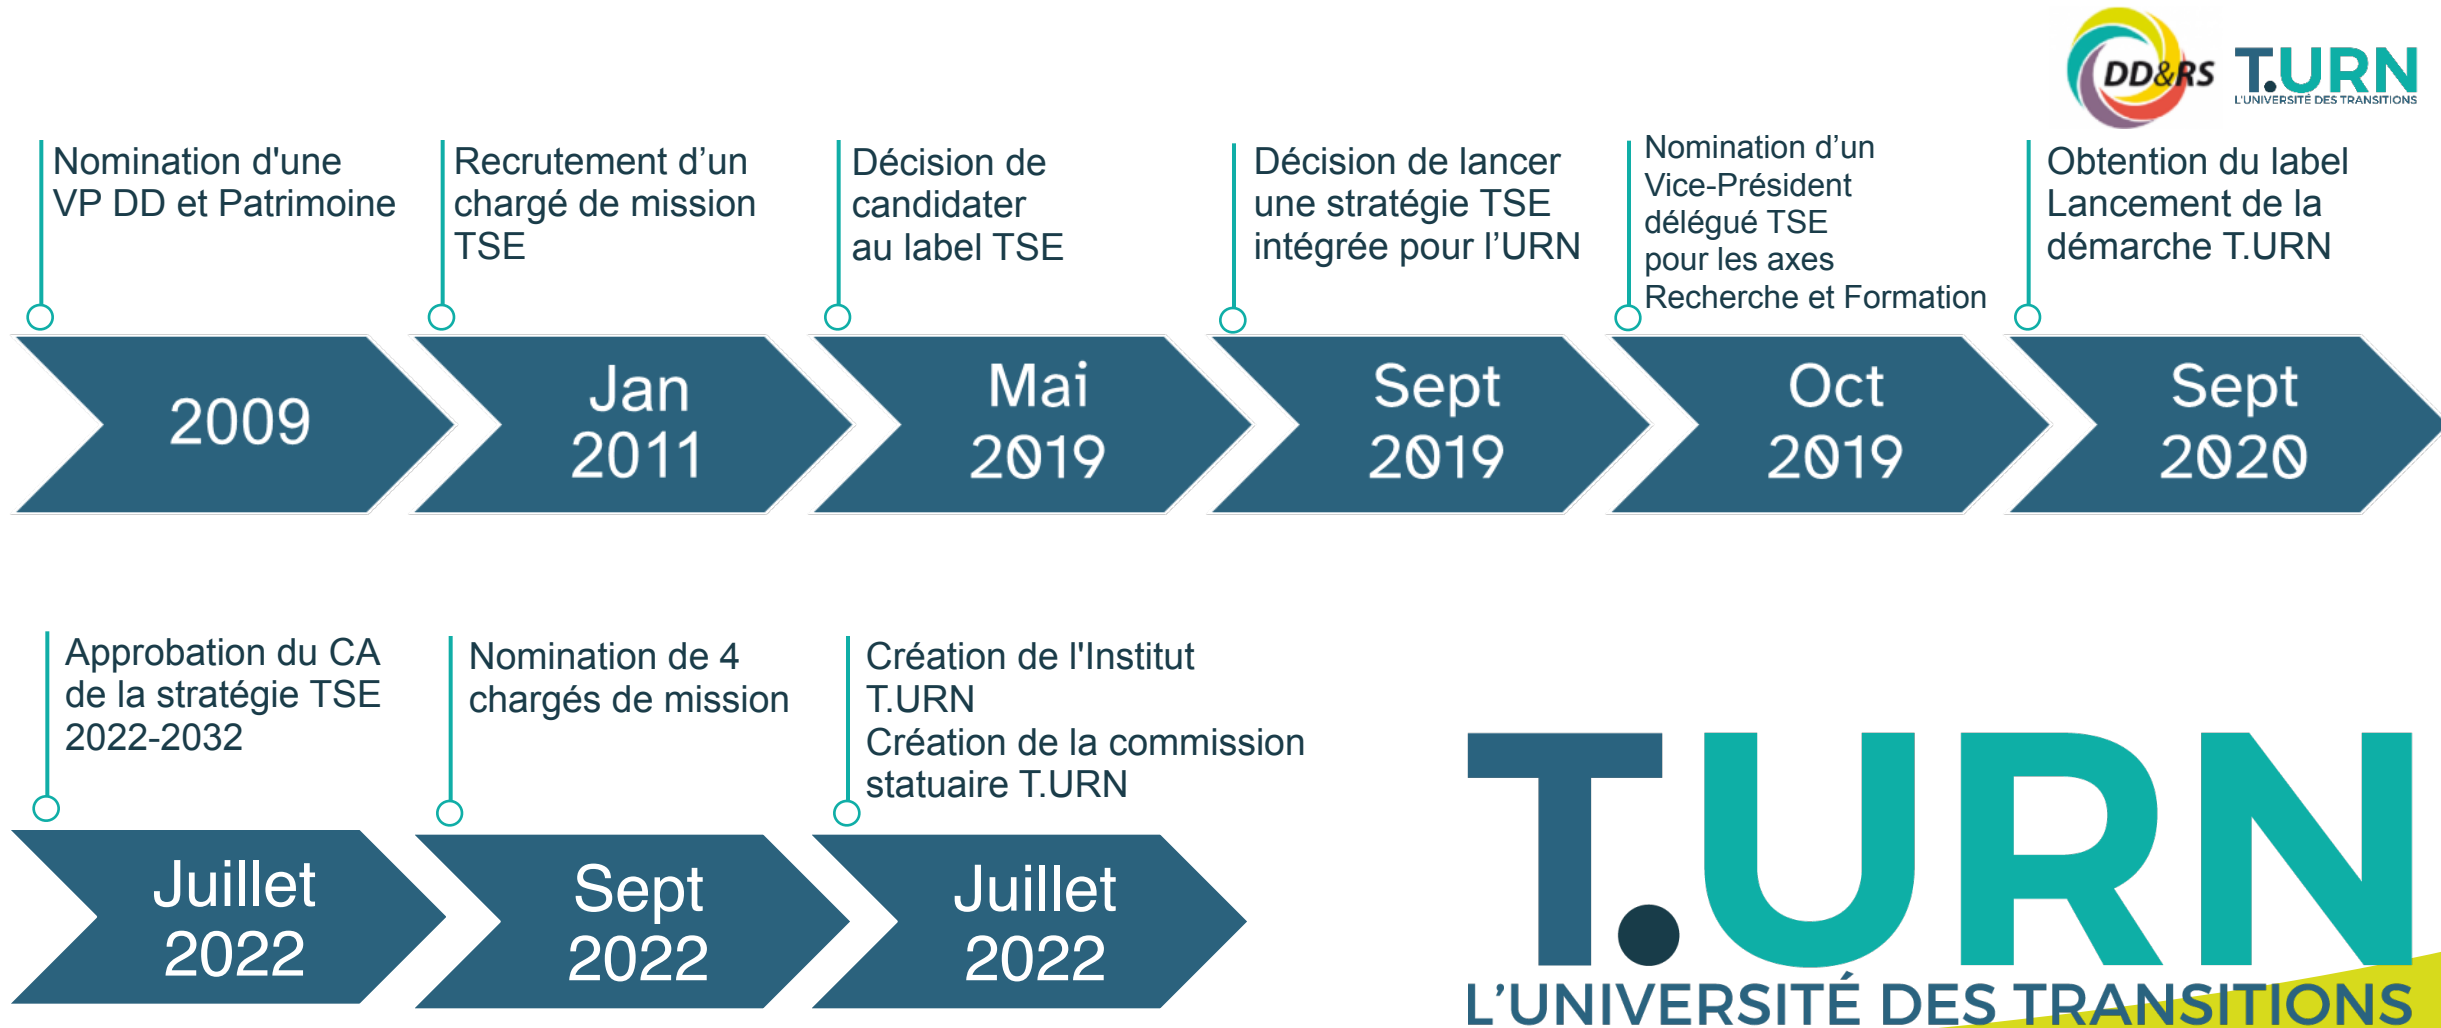 DD&RS
T.URN
L'UNIVERSITÉ DES TRANSITIONS
Nomination d'une
VP DD et Patrimoine
2009
Recrutement d’un
chargé de mission
TSE
Jan
2011
Décision de
candidater
au label TSE
Mai
2019
Décision de lancer
une stratégie TSE
intégrée pour l’URN
Sept
2019
Nomination d’un
Vice-Président
délégué TSE
pour les axes
Recherche et Formation
Oct
2019
Obtention du label
Lancement de la
démarche T.URN
Sept
2020
Approbation du CA
de la stratégie TSE
2022-2032
Juillet
2022
Nomination de 4
chargés de mission
Sept
2022
Création de l'Institut
T.URN
Création de la commission
statuaire T.URN
Juillet
2022
T.URN
L’UNIVERSITÉ DES TRANSITIONS